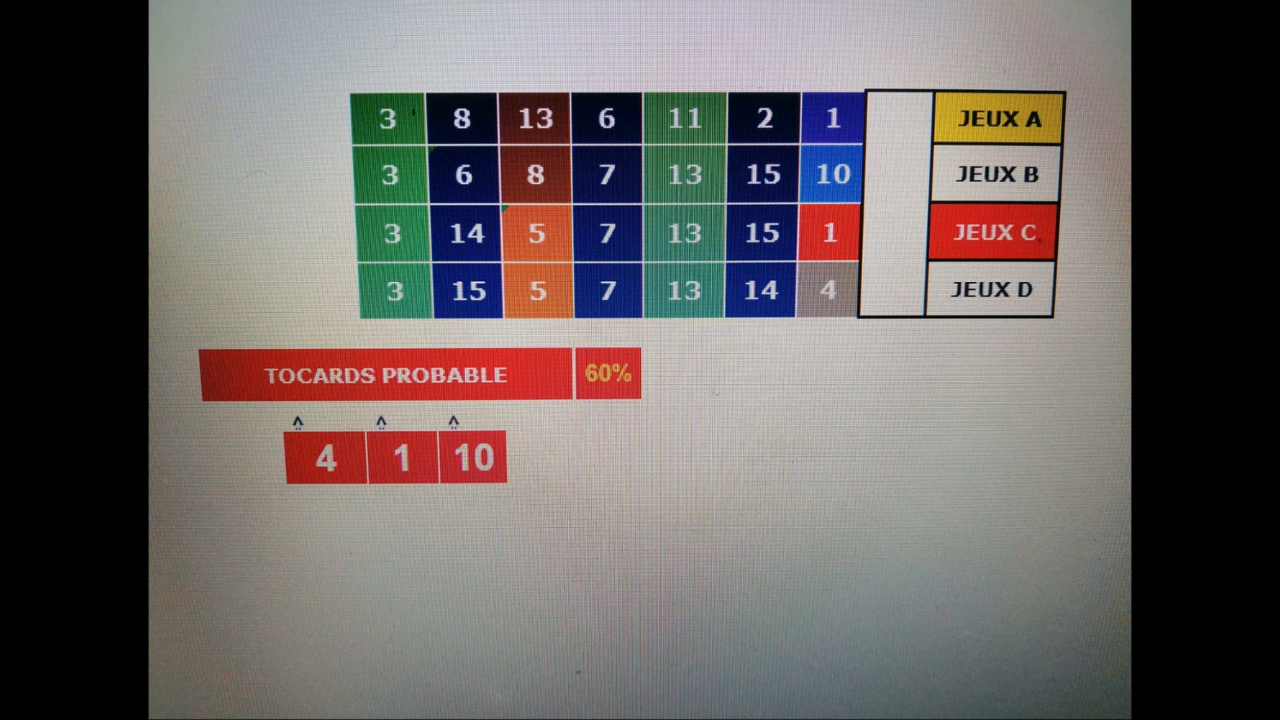 3 8 13 6 11 2 1 JEUX A
3 6 8 7 13 15 10 JEUX B
3 14 5 7 13 15 1 JEUX C
3 15 5 7 13 14 4 JEUX D
TOCARDS PROBABLE 60%
^ ^ ^
4 1 10